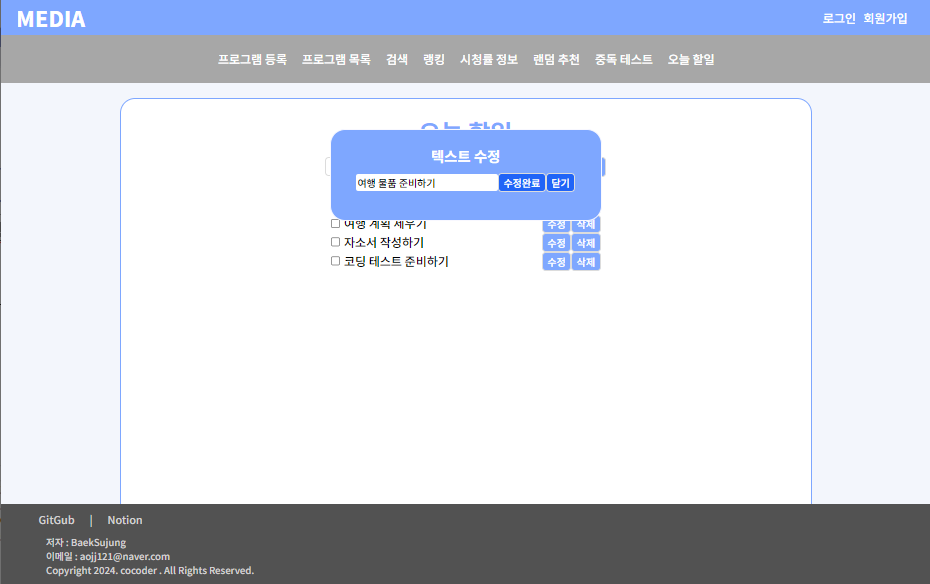 MEDIA
로그인 회원가입
프로그램 등록 프로그램 목록 검색 랭킹 시청률 정보 랜덤 추천 중독 테스트 오늘 할일
오늘 할일
텍스트 수정
여행 물품 준비하기 수정완료 닫기
여행 계획 세우기 수정 삭제
자소서 작성하기 수정 삭제
코딩 테스트 준비하기 수정 삭제
GitGub | Notion
저자 : BaekSujung
이메일 : aojj121@naver.com
Copyright 2024. cocoder . All Rights Reserved.